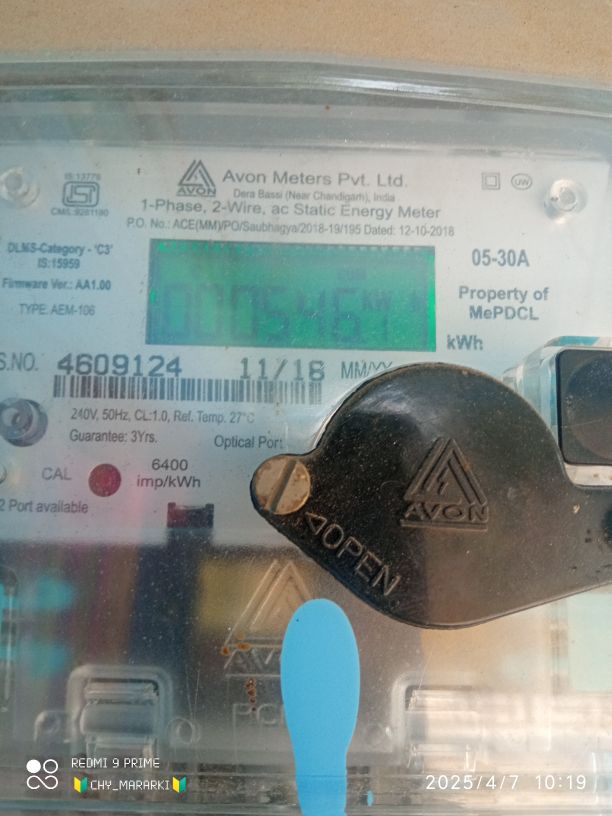 IS:13779
CM/L:9261190
AVON
Avon Meters Pvt. Ltd.
Dera Bassi (Near Chandigarh), India
UW
1-Phase, 2-Wire, ac Static Energy Meter
P.O. No.: ACE(MM)/PO/Saubhagya/2018-19/195 Dated: 12-10-2018
DLMS-Category - 'C3'
IS:15959
Firmware Ver.: AA1.00
TYPE: AEM-106
05-30A
Property of
MePDCL
kWh
S.NO. 4609124 11/18 MM/YY
240V, 50Hz, CL:1.0, Ref. Temp. 27°C
Guarantee: 3Yrs. Optical Port
CAL 6400
imp/kWh
Port available
AVON
OPEN
AVON
REDMI 9 PRIME
CHY_MARARKI
2025/4/7 10:19